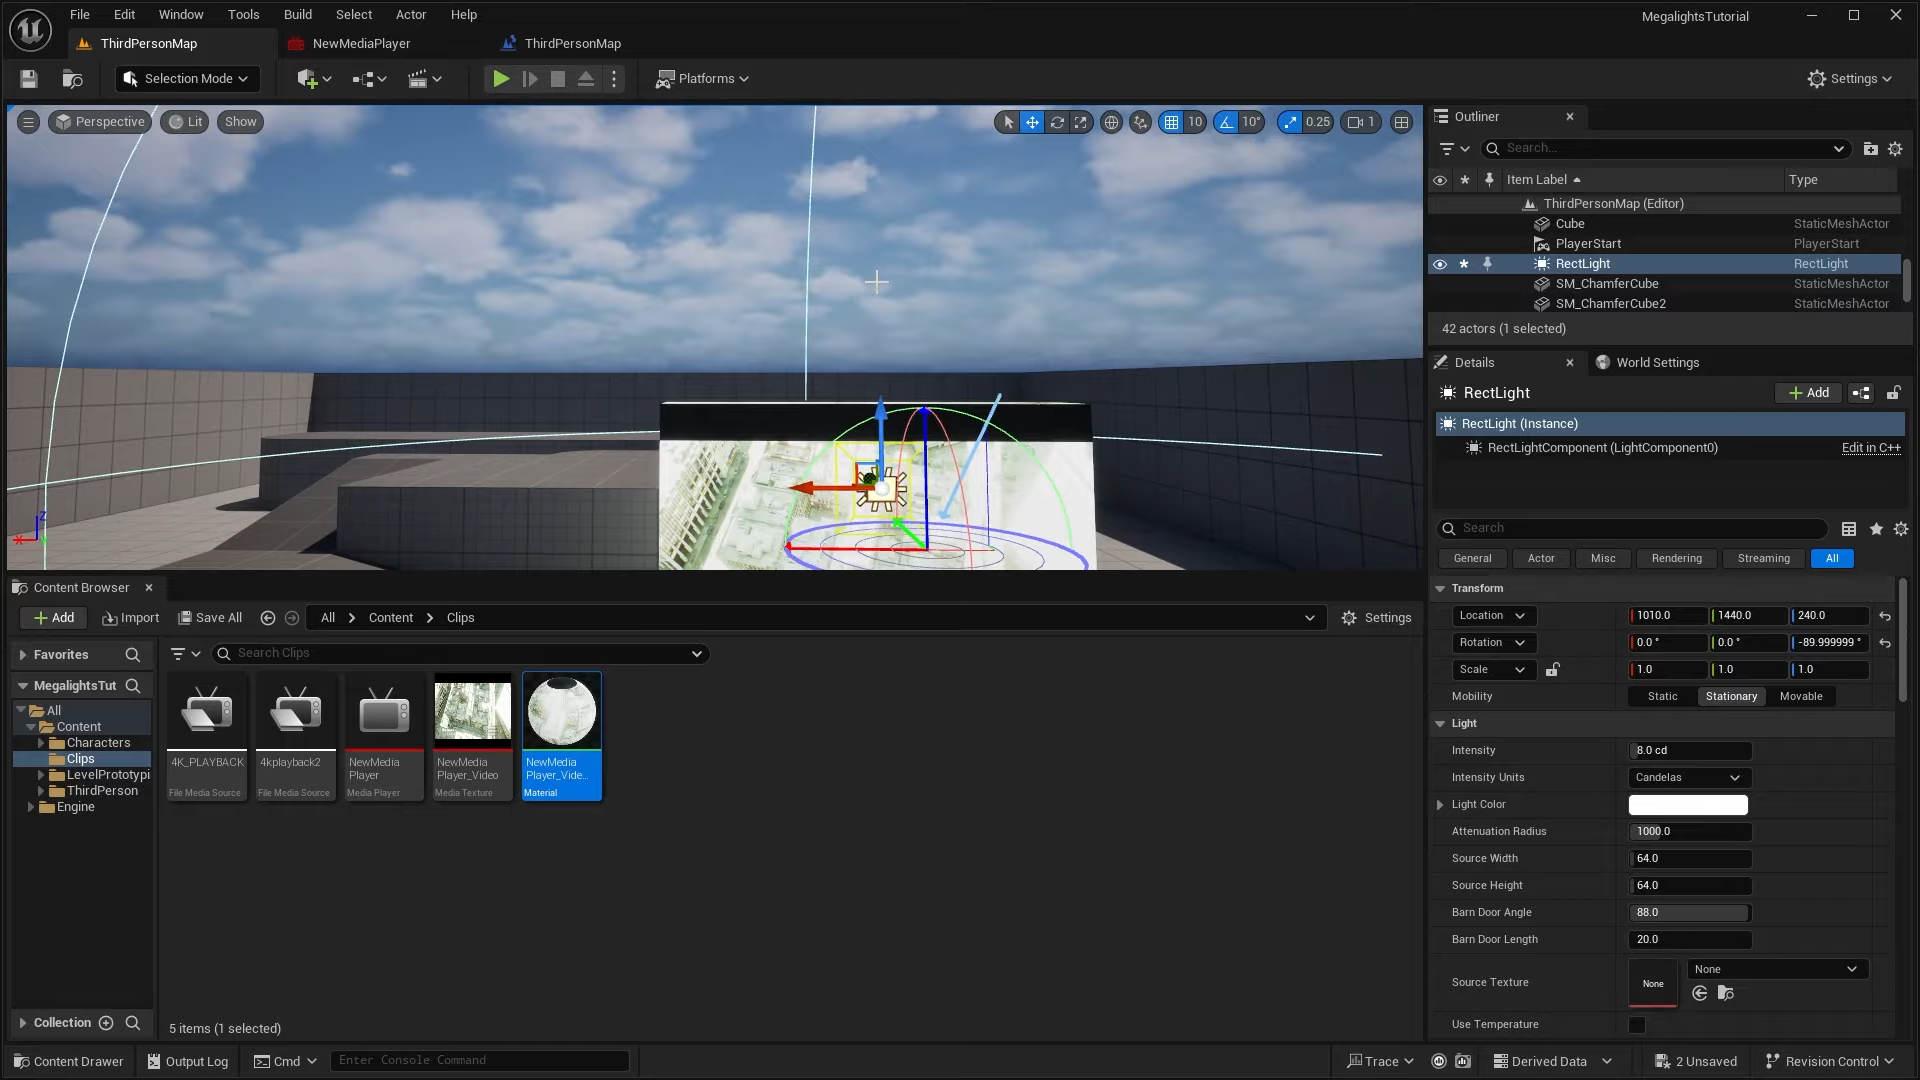 File Edit Window Tools Build Select Actor Help
MegalightsTutorial
ThirdPersonMap NewMediaPlayer ThirdPersonMap
Selection Mode
Platforms
Settings
Perspective Lit Show
10 10° 0.25 1
Outliner
Search...
Item Label Type
ThirdPersonMap (Editor)
Cube StaticMeshActor
PlayerStart PlayerStart
RectLight RectLight
SM_ChamferCube StaticMeshActor
SM_ChamferCube2 StaticMeshActor
42 actors (1 selected)
Details World Settings
RectLight Add
RectLight (Instance)
RectLightComponent (LightComponent0) Edit in C++
Search
General Actor Misc Rendering Streaming All
Transform
Location 1010.0 1440.0 240.0
Rotation 0.0 ° 0.0 ° -89.999999 °
Scale 1.0 1.0 1.0
Mobility Static Stationary Movable
Light
Intensity 8.0 cd
Intensity Units Candelas
Light Color
Attenuation Radius 1000.0
Source Width 64.0
Source Height 64.0
Barn Door Angle 88.0
Barn Door Length 20.0
Source Texture None None
Use Temperature
Z
X
Content Browser
Add Import Save All All Content Clips Settings
Favorites
Search Clips
MegalightsTut
All
Content
Characters
Clips
LevelPrototypi
ThirdPerson
Engine
4K_PLAYBACK
File Media Source
4kplayback2
File Media Source
NewMedia
Player
Media Player
NewMedia
Player_Video
Media Texture
NewMedia
Player_Vide...
Material
Collection
5 items (1 selected)
Content Drawer Output Log Cmd Enter Console Command
Trace Derived Data 2 Unsaved Revision Control